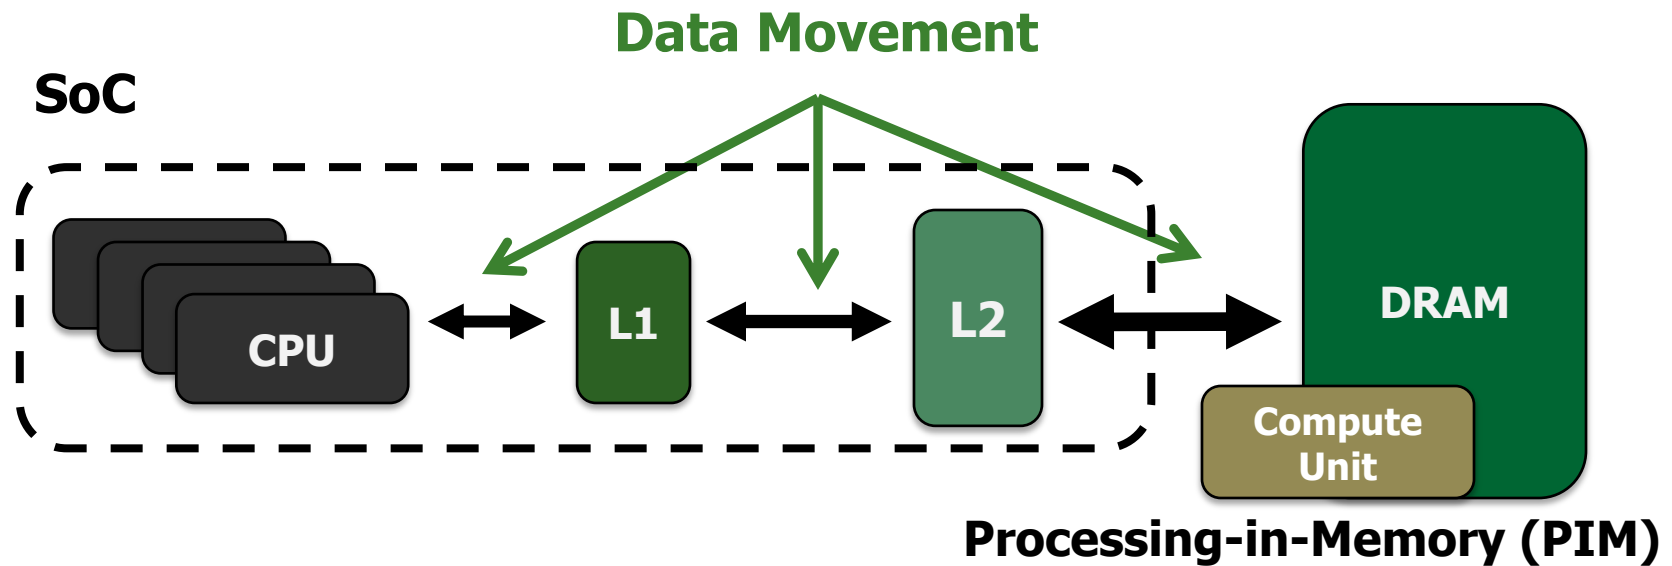 Data Movement
SoC
CPU
L1
L2
DRAM
Compute
Unit
Processing-in-Memory (PIM)